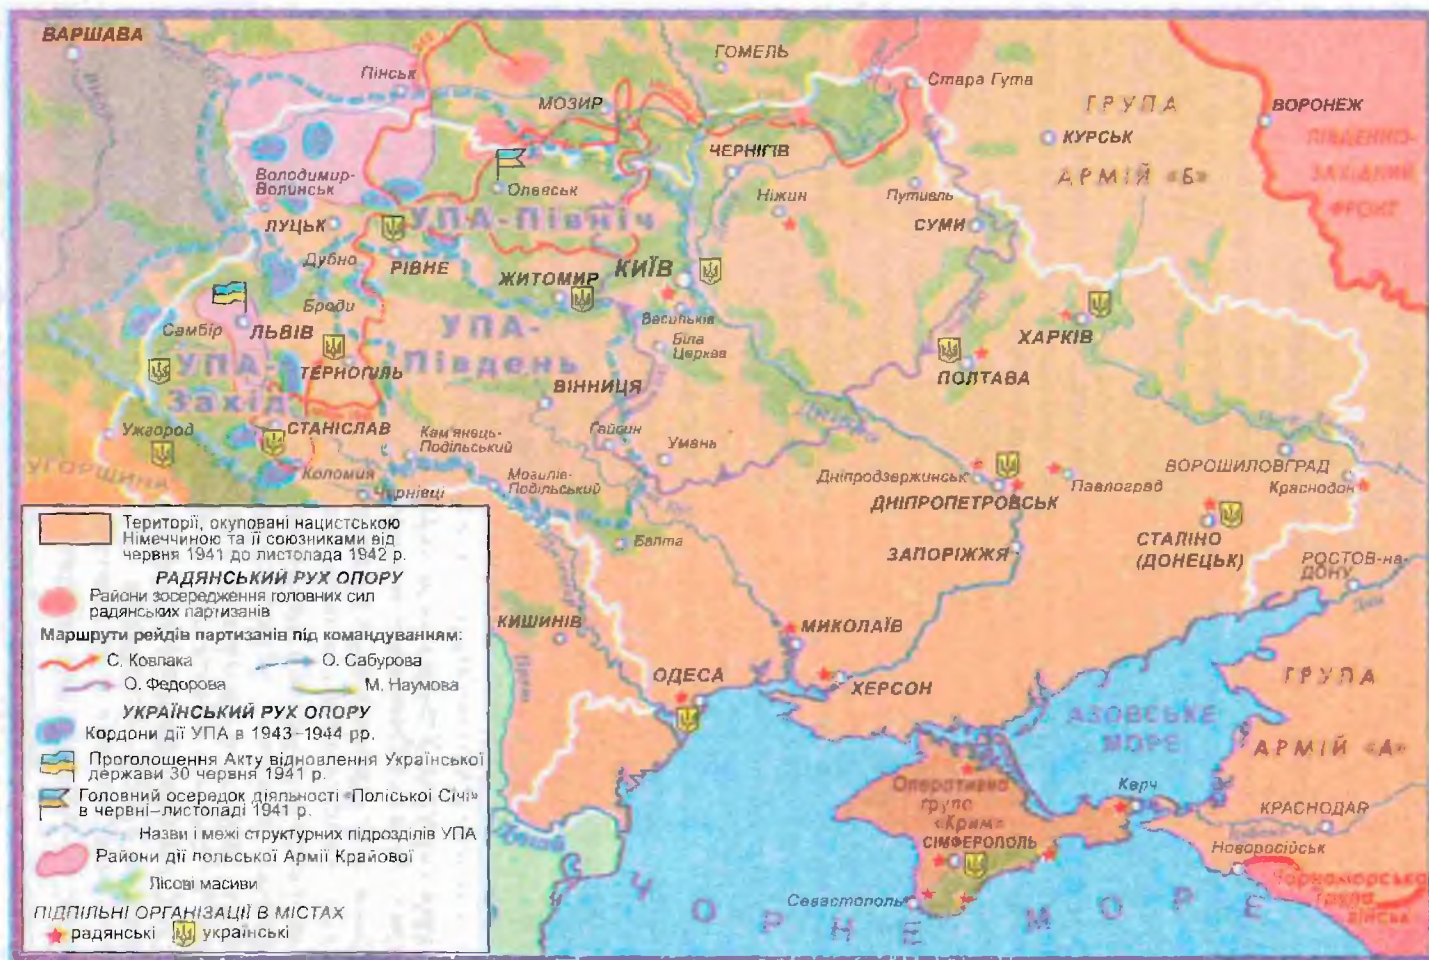 ВАРШАВА
Пінськ
МОЗИР
ГОМЕЛЬ
Стара Гута
ГРУПА
АРМІЙ «Б»
КУРСЬК
ВОРОНЕЖ
ПІВДЕННО-
ЗАХІДНИЙ
ФРОНТ
ЧЕРНІГІВ
Володимир-
Волинськ
Олевськ
Ніжин
Путивль
СУМИ
ЛУЦЬК
УПА-Північ
Дубно
РІВНЕ
ЖИТОМИР
КИЇВ
Броди
Васильків
Самбір
ЛЬВІВ
УПА-
Південь
Біла
Церква
ХАРКІВ
УПА-
Захід
ТЕРНОПІЛЬ
ВІННИЦЯ
ПОЛТАВА
Дніпро
Ужгород
СТАНІСЛАВ
Кам'янець-
Подільський
Гайсин
Умань
УГОРЩИНА
Коломия
Чернівці
Могилів-
Подільський
Дніпродзержинськ
ДНІПРОПЕТРОВСЬК
Павлоград
ВОРОШИЛОВГРАД
Краснодон
Балта
ЗАПОРІЖЖЯ
СТАЛІНО
(ДОНЕЦЬК)
РОСТОВ-на-
ДОНУ
Дон
КИШИНІВ
МИКОЛАЇВ
ОДЕСА
ХЕРСОН
АЗОВСЬКЕ
МОРЕ
ГРУПА
АРМІЙ «А»
Оперативна
група
«Крим»
Керч
КРАСНОДАР
СІМФЕРОПОЛЬ
Новоросійськ
Севастополь
Чорноморська
група
військ
Дунай
ЧОРНЕ МОРЕ
Території, окуповані нацистською
Німеччиною та її союзниками від
червня 1941 до листопада 1942 р.
РАДЯНСЬКИЙ РУХ ОПОРУ
Райони зосередження головних сил
радянських партизанів
Маршрути рейдів партизанів під командуванням:
С. Ковпака
О. Сабурова
О. Федорова
М. Наумова
УКРАЇНСЬКИЙ РУХ ОПОРУ
Кордони дії УПА в 1943–1944 рр.
Проголошення Акту відновлення Української
держави 30 червня 1941 р.
Головний осередок діяльності «Поліської Січі»
в червні–листопаді 1941 р.
Назви і межі структурних підрозділів УПА
Райони дії польської Армії Крайової
Лісові масиви
ПІДПІЛЬНІ ОРГАНІЗАЦІЇ В МІСТАХ
радянські
українські